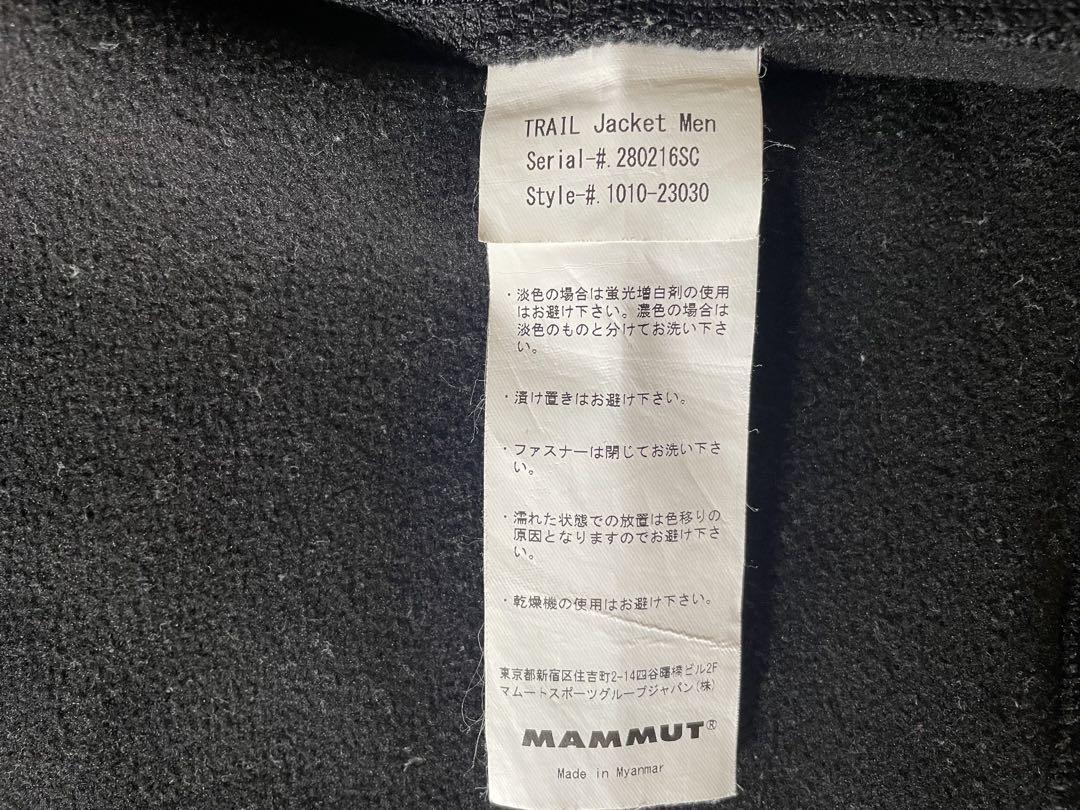 TRAIL Jacket Men
Serial-#. 280216SC
Style-#. 1010-23030
・淡色の場合は蛍光増白剤の使用
はお避け下さい。濃色の場合は
淡色のものと分けてお洗い下さ
い。
・漬け置きはお避け下さい。
・ファスナーは閉じてお洗い下さ
い。
・濡れた状態での放置は色移りの
原因となりますのでお避け下さ
い。
・乾燥機の使用はお避け下さい。
東京都新宿区住吉町2-14四谷曙橋ビル2F
マムートスポーツグループジャパン(株)
MAMMUT®
Made in Myanmar